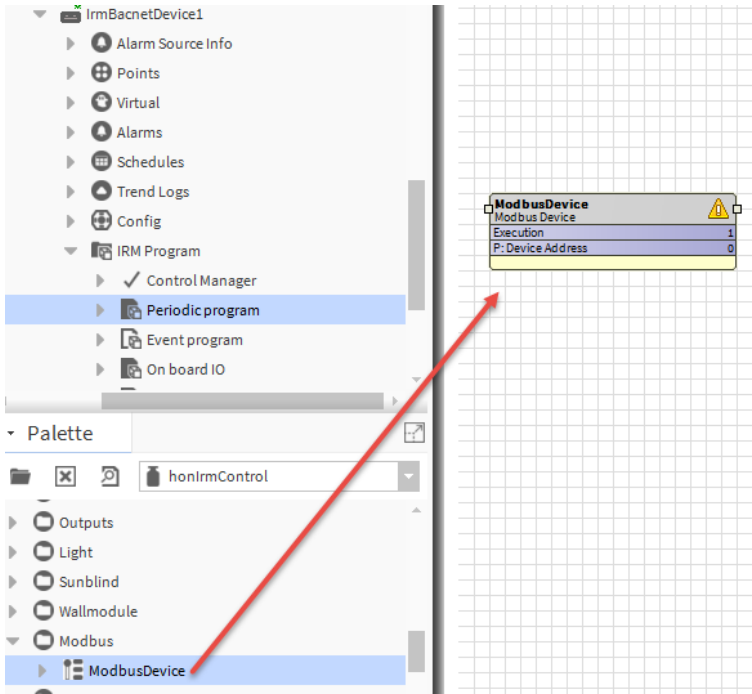 IrmBacnetDevice1
Alarm Source Info
Points
Virtual
Alarms
Schedules
Trend Logs
Config
IRM Program
Control Manager
Periodic program
Event program
On board IO
Palette
honIrmControl
Outputs
Light
Sunblind
Wallmodule
Modbus
ModbusDevice
ModbusDevice
Modbus Device
Execution 1
P: Device Address 0